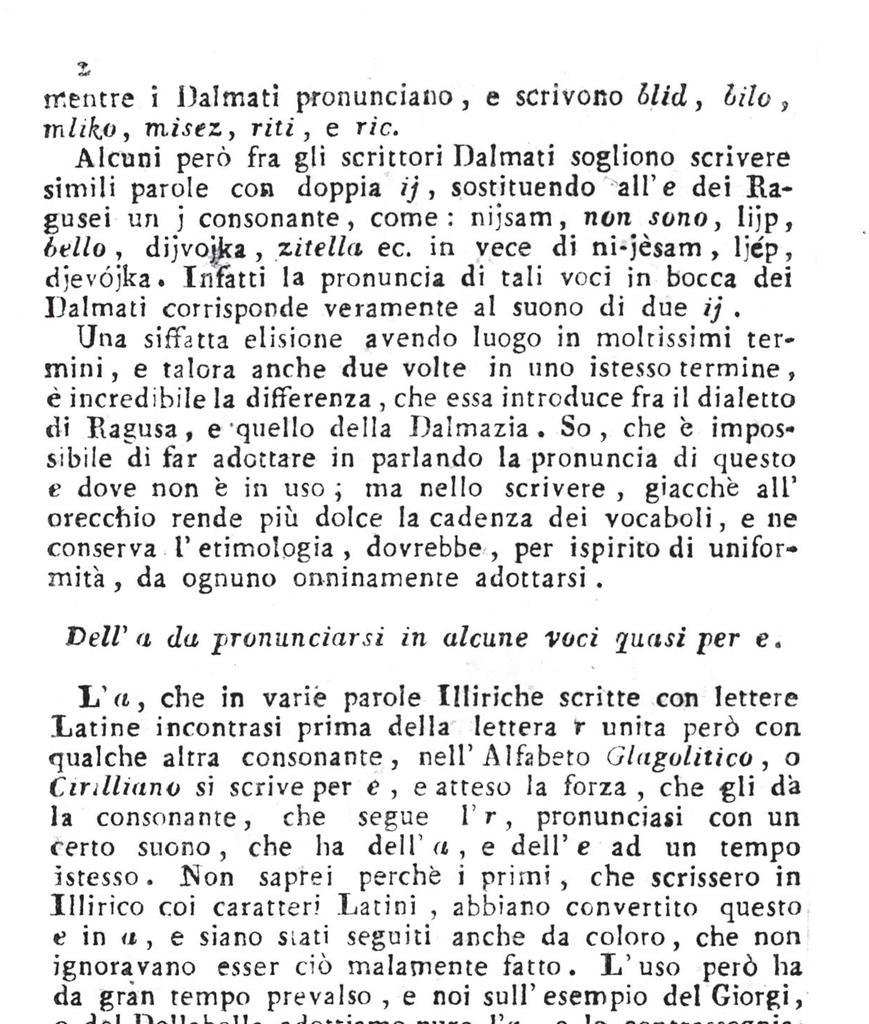 2
mentre i Dalmati pronunciano, e scrivono blid, bilo,
mliko, misez, riti, e ric.
Alcuni però fra gli scrittori Dalmati sogliono scrivere
simili parole con doppia ij, sostituendo all' e dei Ra-
gusei un j consonante, come: nijsam, non sono, lijp,
bello, dijvojka, zitella ec. in vece di ni-jèsam, ljép,
djevójka. Infatti la pronuncia di tali voci in bocca dei
Dalmati corrisponde veramente al suono di due ij.
Una siffatta elisione avendo luogo in moltissimi ter-
mini, e talora anche due volte in uno istesso termine,
è incredibile la differenza, che essa introduce fra il dialetto
di Ragusa, e quello della Dalmazia. So, che è impos-
sibile di far adottare in parlando la pronuncia di questo
e dove non è in uso; ma nello scrivere, giacchè all'
orecchio rende più dolce la cadenza dei vocaboli, e ne
conserva l' etimologia, dovrebbe, per ispirito di unifor-
mità, da ognuno onninamente adottarsi.
Dell' a da pronunciarsi in alcune voci quasi per e.
L' a, che in varie parole Illiriche scritte con lettere
Latine incontrasi prima della lettera r unita però con
qualche altra consonante, nell' Alfabeto Glagolitico, o
Cirilliano si scrive per e, e atteso la forza, che gli dà
la consonante, che segue l' r, pronunciasi con un
certo suono, che ha dell' a, e dell' e ad un tempo
istesso. Non saprei perchè i primi, che scrissero in
Illirico coi caratteri Latini, abbiano convertito questo
e in a, e siano stati seguiti anche da coloro, che non
ignoravano esser ciò malamente fatto. L' uso però ha
da gran tempo prevalso, e noi sull' esempio del Giorgi,